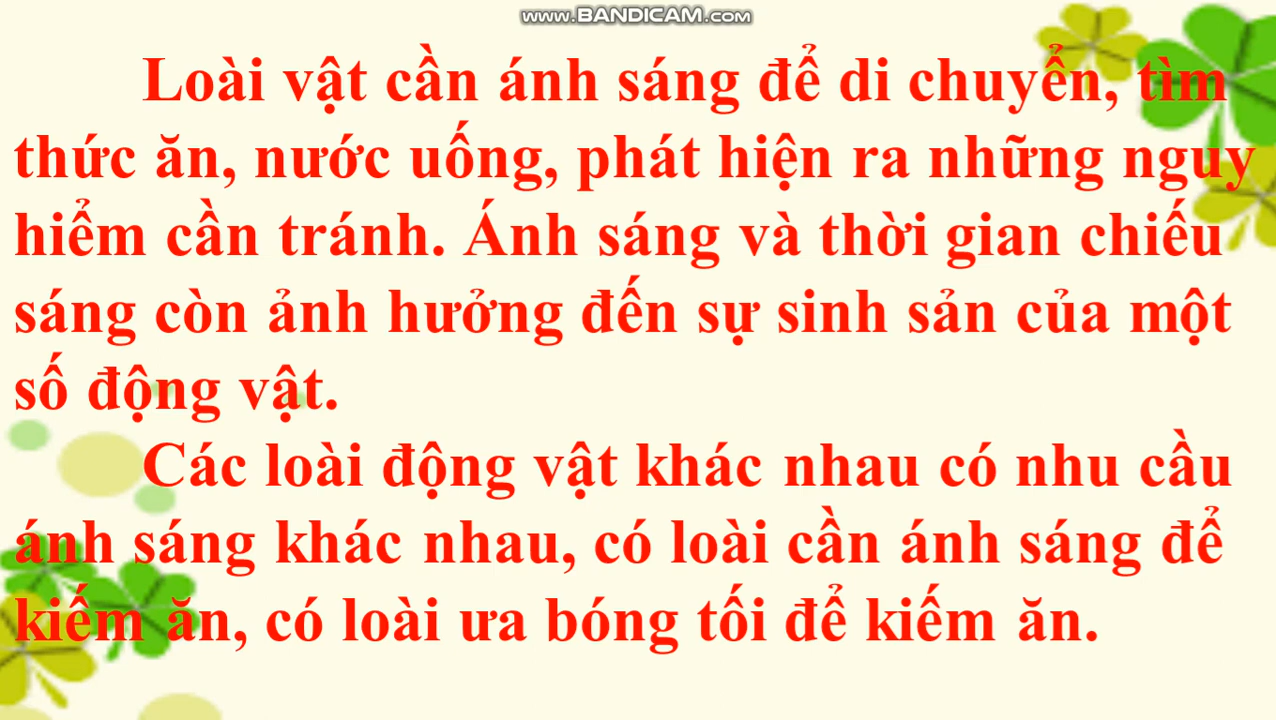 www.BANDICAM.com
Loài vật cần ánh sáng để di chuyển, tìm
thức ăn, nước uống, phát hiện ra những nguy
hiểm cần tránh. Ánh sáng và thời gian chiếu
sáng còn ảnh hưởng đến sự sinh sản của một
số động vật.
Các loài động vật khác nhau có nhu cầu
ánh sáng khác nhau, có loài cần ánh sáng để
kiếm ăn, có loài ưa bóng tối để kiếm ăn.